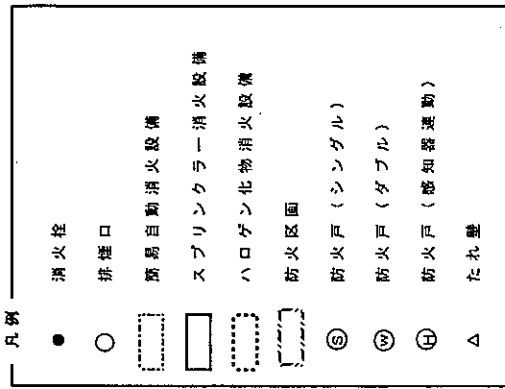 凡例
消火栓
排煙口
簡易自動消火設備
スプリンクラー消火設備
ハロゲン化物消火設備
防火区画
Ⓢ 防火戸(シングル)
Ⓦ 防火戸(ダブル)
Ⓗ 防火戸(感知器連動)
たれ壁